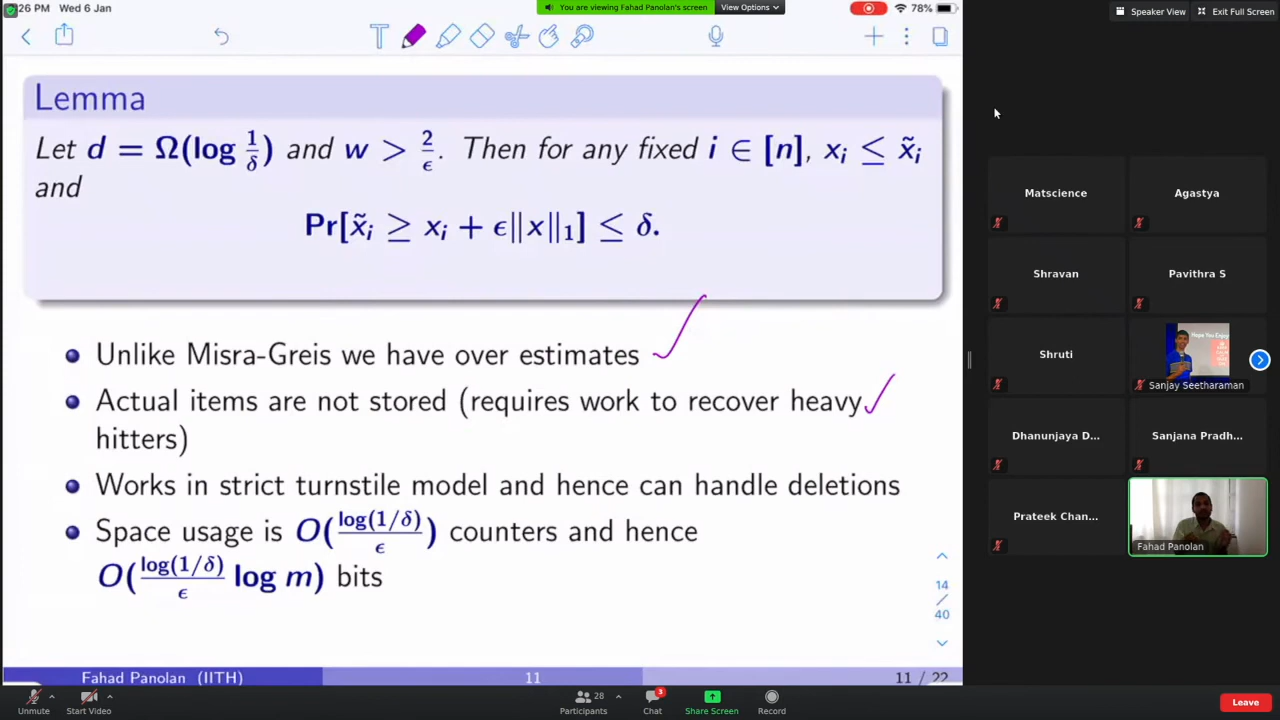 26 PM Wed 6 Jan
You are viewing Fahad Panolan's screen
View Options
78%
Speaker View
Exit Full Screen
Lemma
Let d = Ω(log 1/δ) and w > 2/ϵ. Then for any fixed i ∈ [n], xᵢ ≤ x̃ᵢ
and
Pr[x̃ᵢ ≥ xᵢ + ϵ‖x‖₁] ≤ δ.
Unlike Misra-Greis we have over estimates
Actual items are not stored (requires work to recover heavy
hitters)
Works in strict turnstile model and hence can handle deletions
Space usage is O(log(1/δ)/ϵ) counters and hence
O(log(1/δ)/ϵ log m) bits
14
/
40
Fahad Panolan (IITH)
11
11 / 22
Matscience
Agastya
Shravan
Pavithra S
Shruti
Sanjay Seetharaman
Dhanunjaya D...
Sanjana Pradh...
Prateek Chan...
Fahad Panolan
Unmute
Start Video
28
Participants
3
Chat
Share Screen
Record
Leave